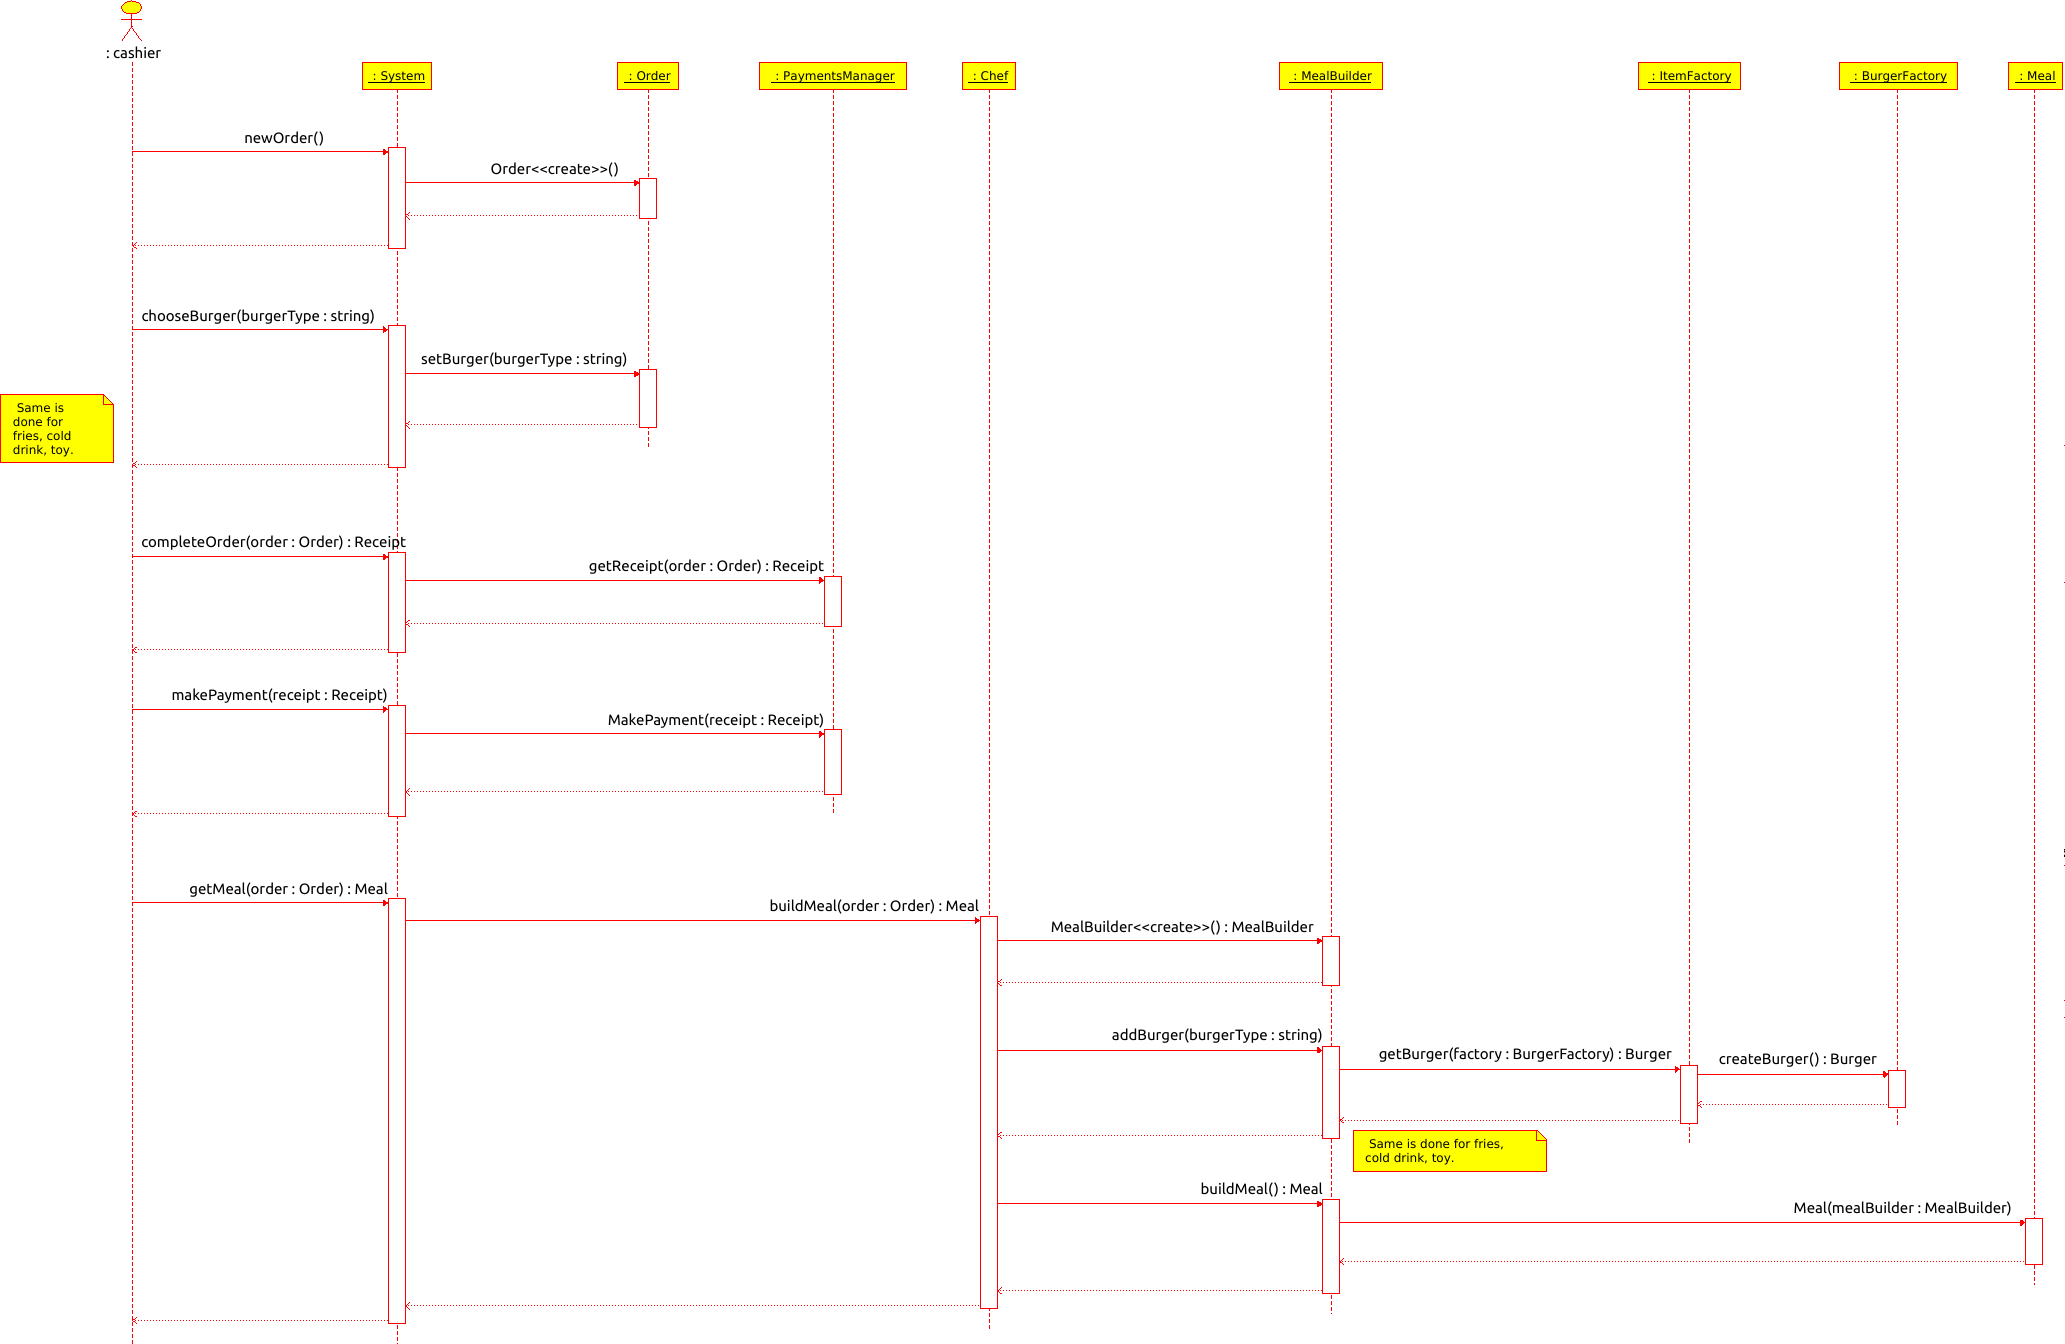 : cashier
: System
: Order
: PaymentsManager
: Chef
: MealBuilder
: ItemFactory
: BurgerFactory
: Meal
newOrder()
Order<<create>>()
chooseBurger(burgerType : string)
setBurger(burgerType : string)
Same is
done for
fries, cold
drink, toy.
completeOrder(order : Order) : Receipt
getReceipt(order : Order) : Receipt
makePayment(receipt : Receipt)
MakePayment(receipt : Receipt)
getMeal(order : Order) : Meal
buildMeal(order : Order) : Meal
MealBuilder<<create>>() : MealBuilder
addBurger(burgerType : string)
getBurger(factory : BurgerFactory) : Burger
createBurger() : Burger
Same is done for fries,
cold drink, toy.
buildMeal() : Meal
Meal(mealBuilder : MealBuilder)